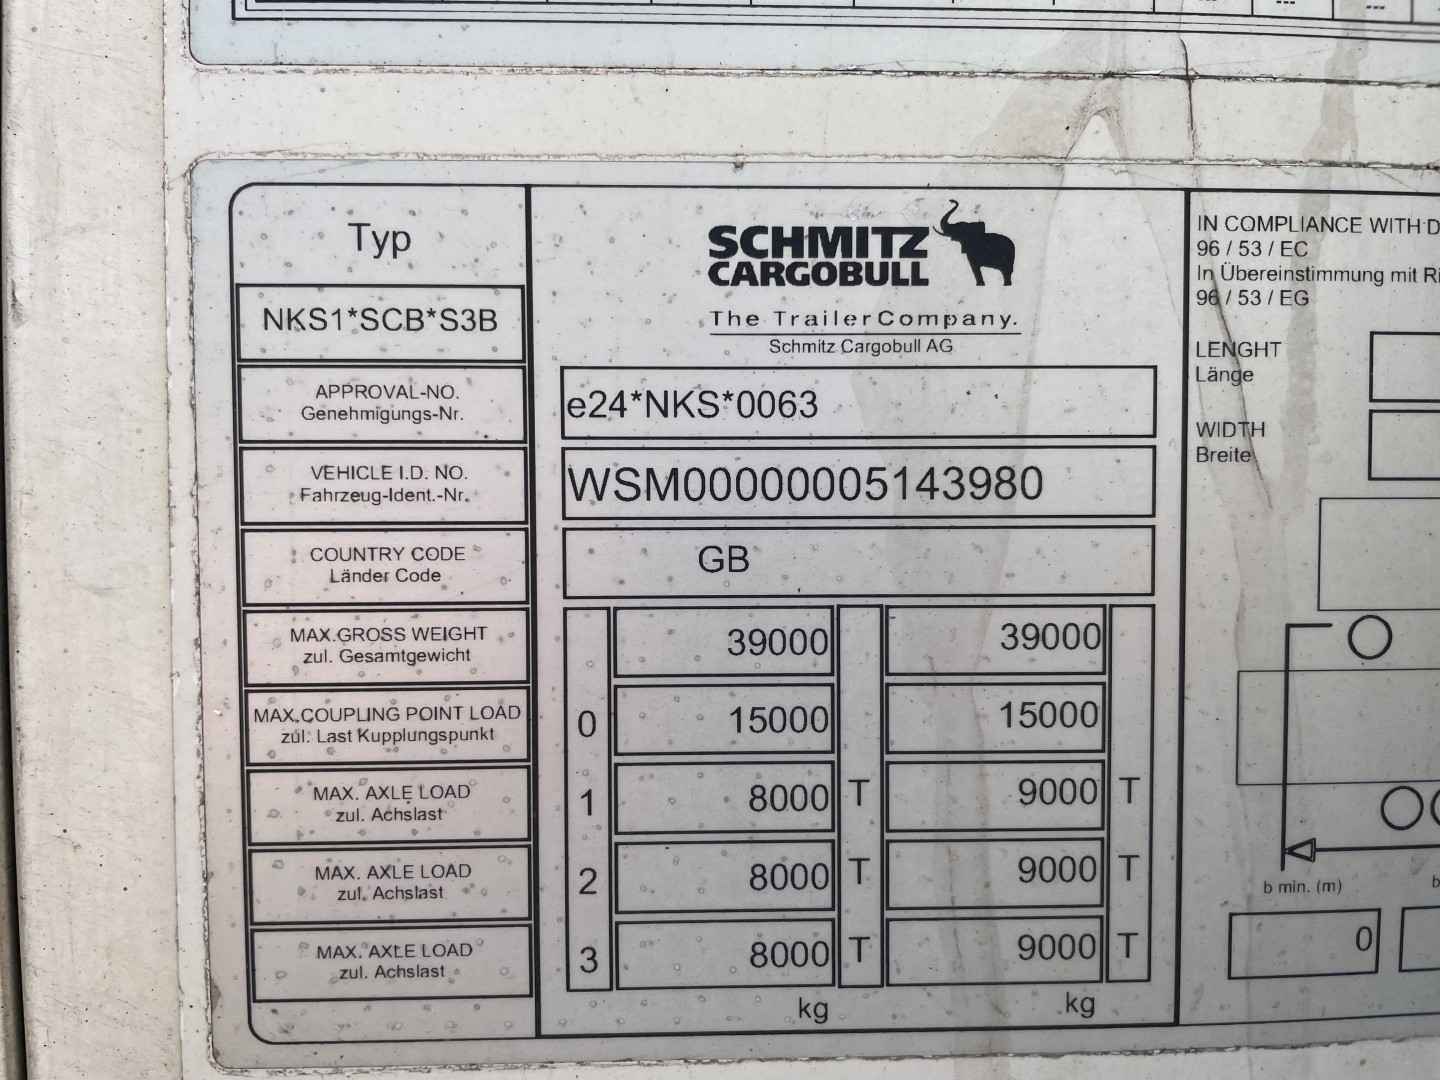 --- --- ---
Typ
NKS1*SCB*S3B
SCHMITZ
CARGOBULL
The Trailer Company.
Schmitz Cargobull AG
APPROVAL-NO.
Genehmigungs-Nr.
e24*NKS*0063
VEHICLE I.D. NO.
Fahrzeug-Ident.-Nr.
WSM00000005143980
COUNTRY CODE
Länder Code
GB
MAX.GROSS WEIGHT
zul. Gesamtgewicht
39000 39000
MAX.COUPLING POINT LOAD
zul. Last Kupplungspunkt
0 15000 15000
MAX. AXLE LOAD
zul. Achslast
1 8000 T 9000 T
MAX. AXLE LOAD
zul. Achslast
2 8000 T 9000 T
MAX. AXLE LOAD
zul. Achslast
3 8000 T 9000 T
kg kg
IN COMPLIANCE WITH
96 / 53 / EC
In Übereinstimmung mit
96 / 53 / EG
LENGHT
Länge
WIDTH
Breite
b min. (m)
0